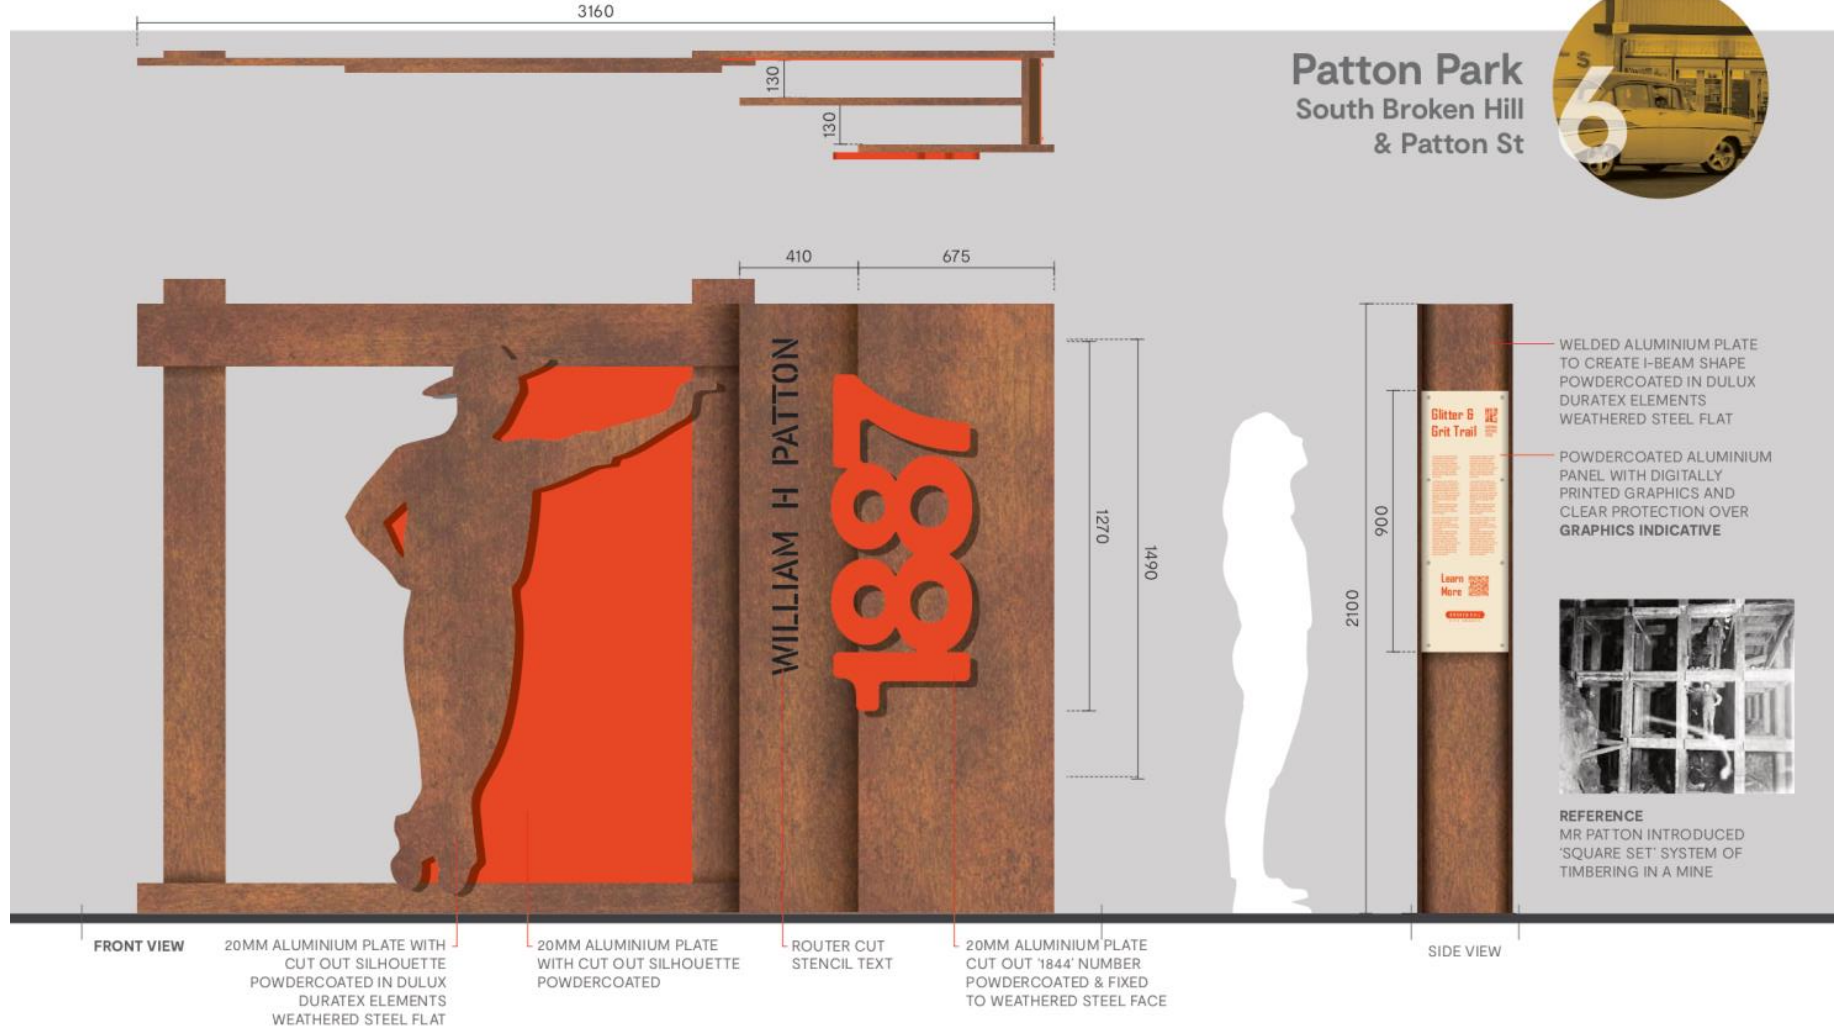 3160
130
130
Patton Park
South Broken Hill
& Patton St
S
6
410
675
WILLIAM H PATTON
1887
1270
1490
2100
900
Glitter &
Grit Trail
Learn
More
WELDED ALUMINIUM PLATE
TO CREATE I-BEAM SHAPE
POWDERCOATED IN DULUX
DURATEX ELEMENTS
WEATHERED STEEL FLAT
POWDERCOATED ALUMINIUM
PANEL WITH DIGITALLY
PRINTED GRAPHICS AND
CLEAR PROTECTION OVER
GRAPHICS INDICATIVE
REFERENCE
MR PATTON INTRODUCED
'SQUARE SET' SYSTEM OF
TIMBERING IN A MINE
FRONT VIEW
20MM ALUMINIUM PLATE WITH
CUT OUT SILHOUETTE
POWDERCOATED IN DULUX
DURATEX ELEMENTS
WEATHERED STEEL FLAT
20MM ALUMINIUM PLATE
WITH CUT OUT SILHOUETTE
POWDERCOATED
ROUTER CUT
STENCIL TEXT
20MM ALUMINIUM PLATE
CUT OUT '1844' NUMBER
POWDERCOATED & FIXED
TO WEATHERED STEEL FACE
SIDE VIEW